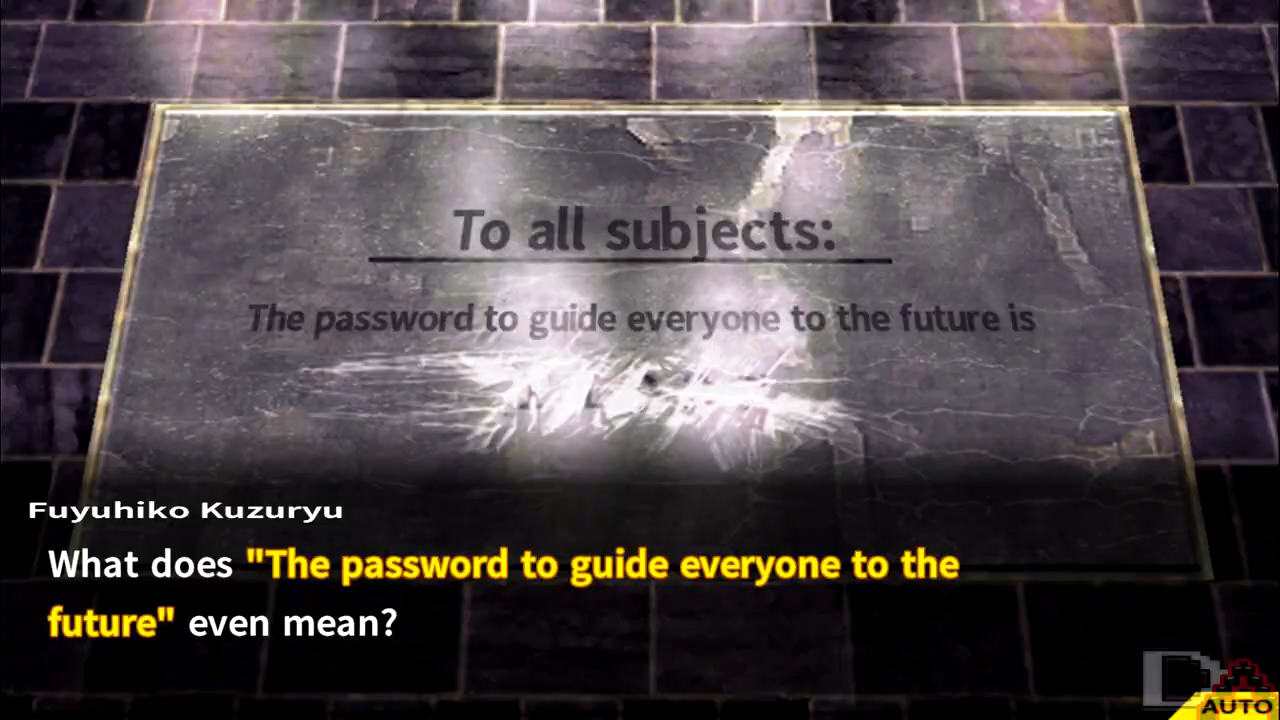 To all subjects:
The password to guide everyone to the future is
Fuyuhiko Kuzuryu
What does "The password to guide everyone to the
future" even mean?
AUTO